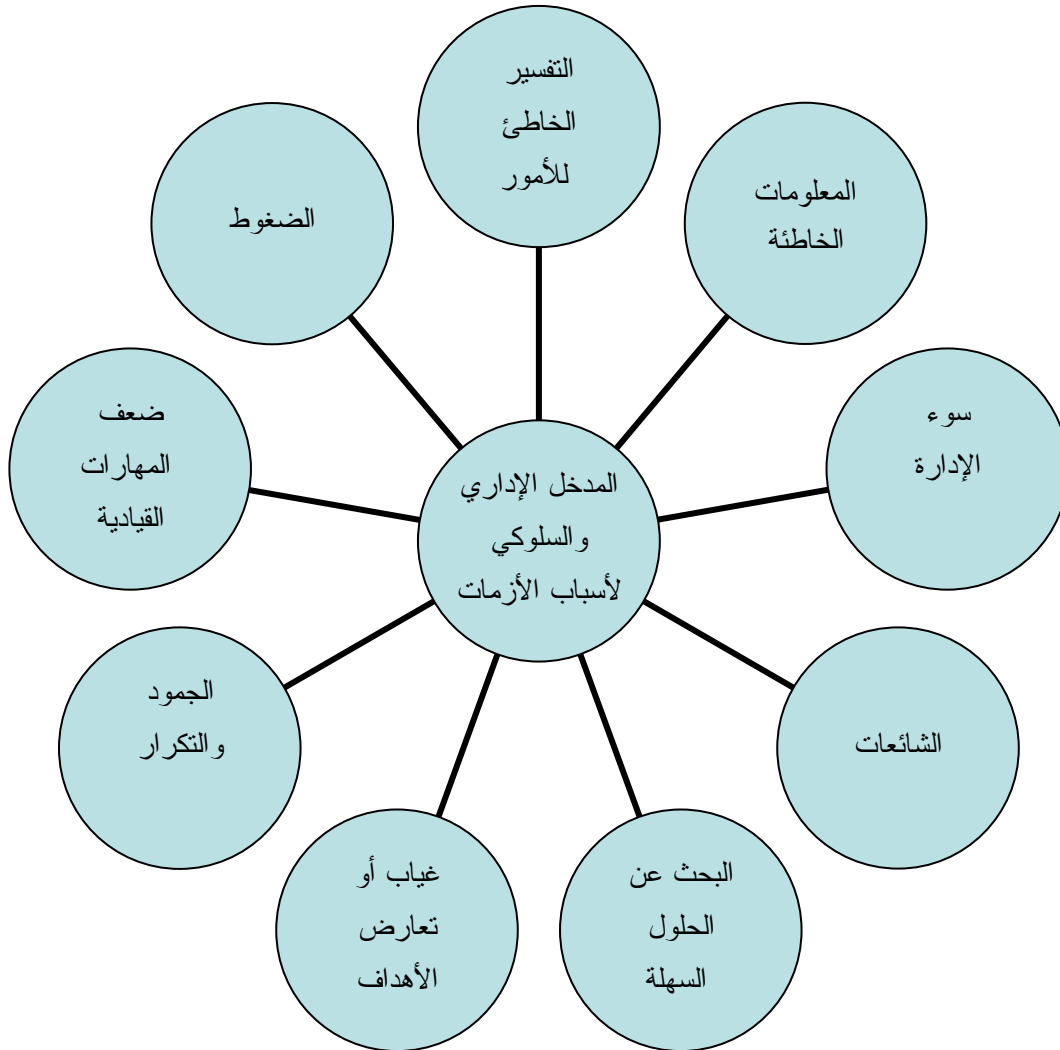 التفسير
الخاطئ
للأمور
المعلومات
الخاطئة
سوء
الإدارة
الشائعات
البحث عن
الحلول
السهلة
غياب أو
تعارض
الأهداف
الجمود
والتكرار
ضعف
المهارات
القيادية
الضغوط
المدخل الإداري
والسلوكي
لأسباب الأزمات